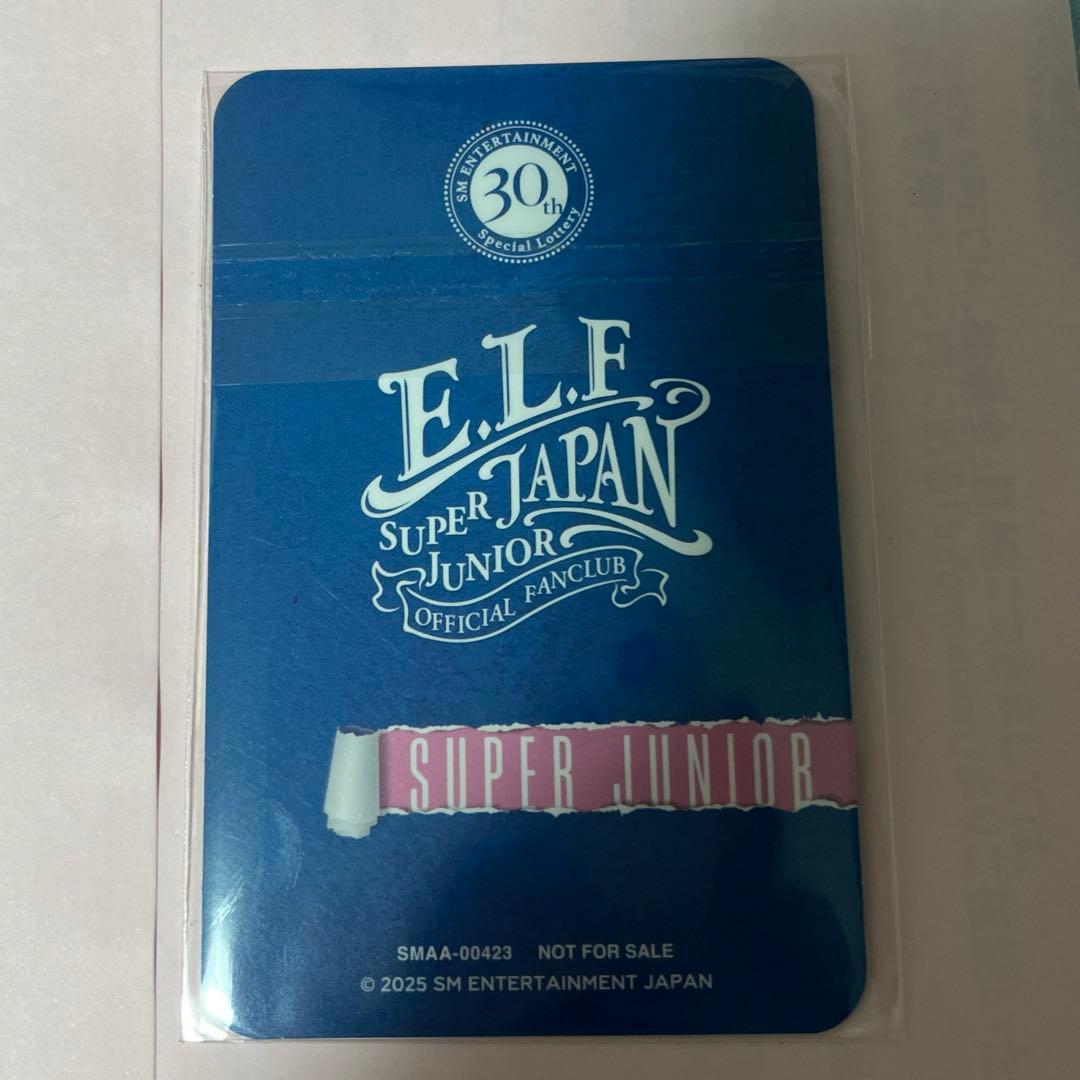 SM ENTERTAINMENT
30th
Special Lottery
E.L.F
JAPAN
SUPER
JUNIOR
OFFICIAL FANCLUB
SUPER JUNIOR
SMAA-00423 NOT FOR SALE
© 2025 SM ENTERTAINMENT JAPAN